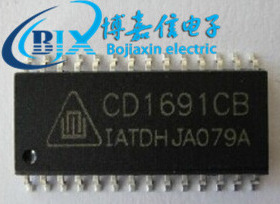 BJX 博嘉信电子
Bojiaxin electric
CD1691CB
IATDHJA079A